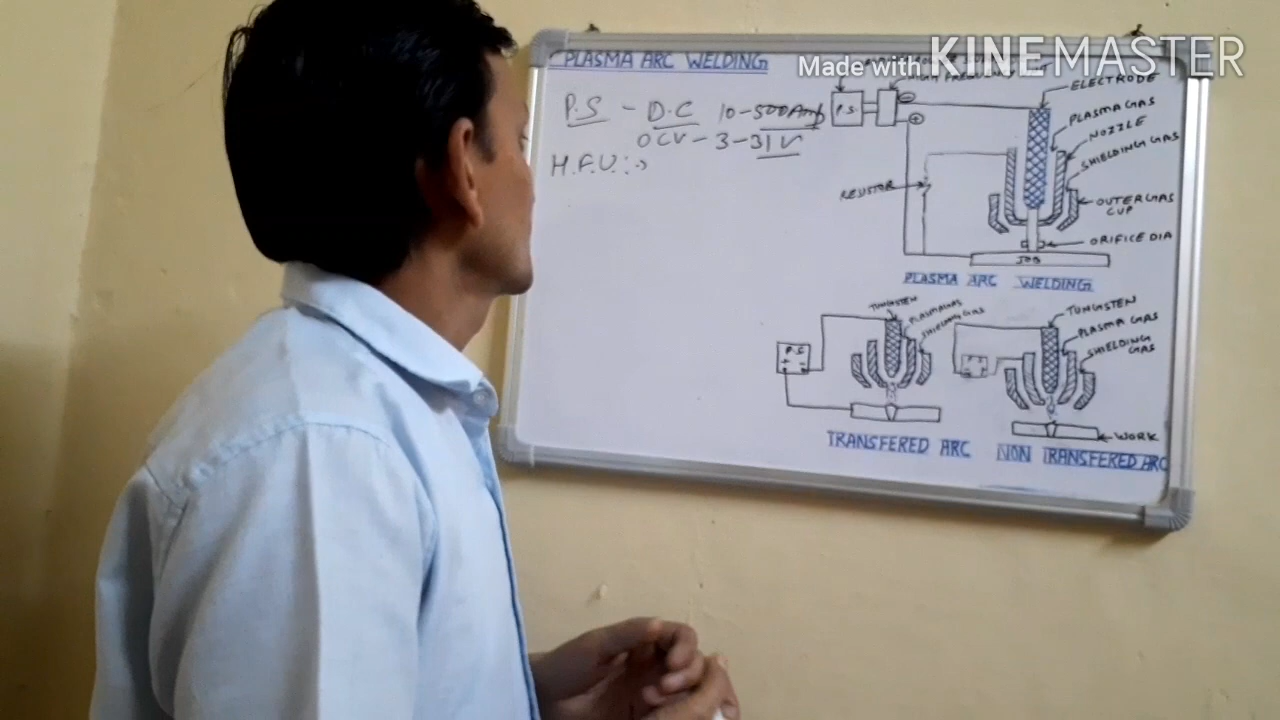 PLASMA ARC WELDING
Made with KINEMASTER
P.S - D.C 10-500Amp
OCV - 3-31V
H.F.U :->
P.S
ELECTRODE
PLASMA GAS
NOZZLE
SHIELDING GAS
OUTER GAS
CUP
ORIFICE DIA
RESISTOR
JOB
PLASMA ARC WELDING
TUNGSTEN
PLASMAGAS
SHIELDING GAS
P.S
TRANSFERED ARC
TUNGSTEN
PLASMA GAS
SHIELDING
GAS
WORK
NON TRANSFERED ARC